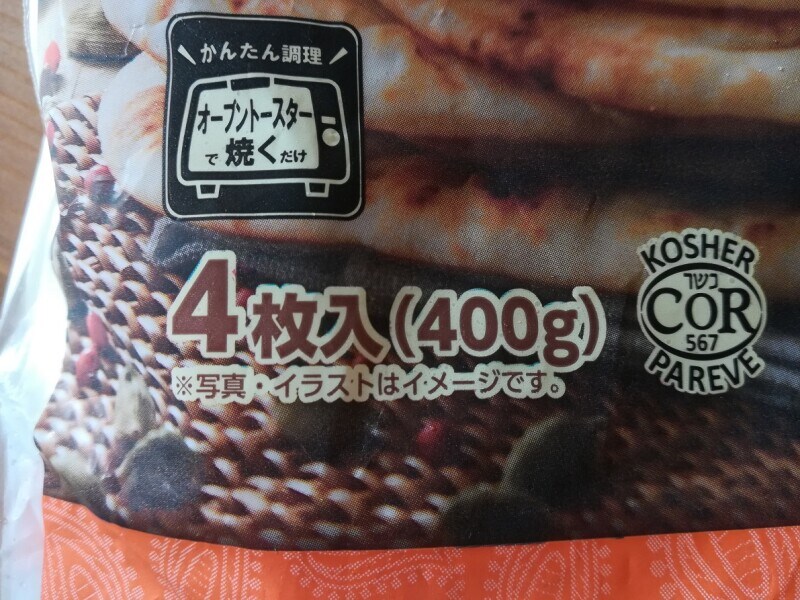 かんたん調理
オーブントースター
で焼くだけ
4枚入(400g)
※写真・イラストはイメージです。
KOSHER
כשר
COR
567
PAREVE